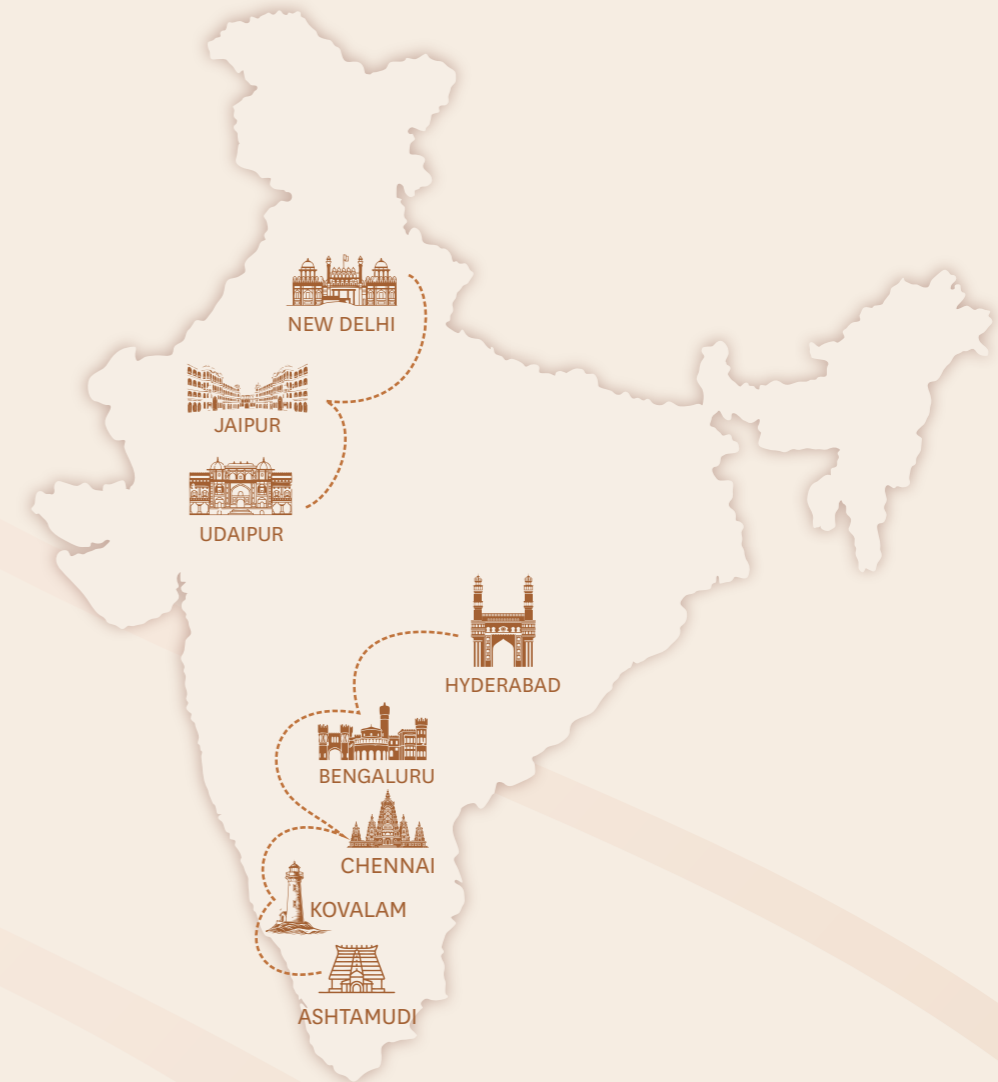 NEW DELHI
JAIPUR
UDAIPUR
HYDERABAD
BENGALURU
CHENNAI
KOVALAM
ASHTAMUDI